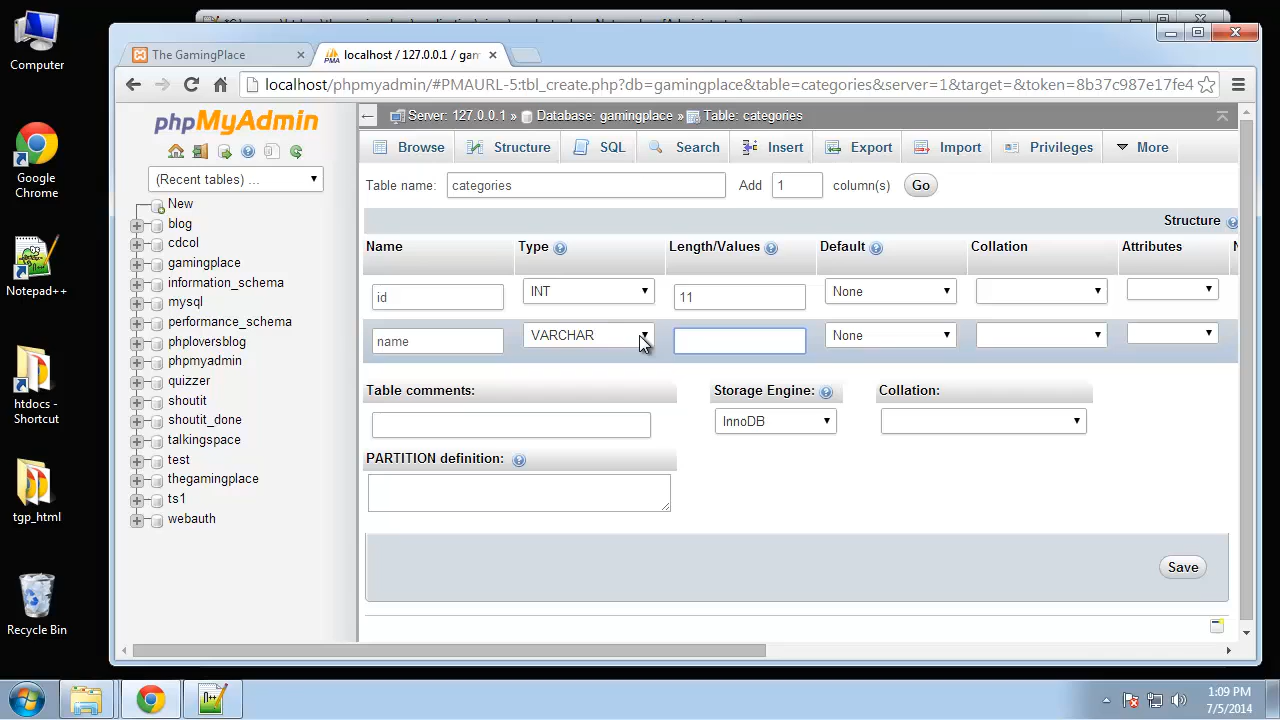 Computer
Google
Chrome
Notepad++
htdocs -
Shortcut
tgp_html
Recycle Bin
The GamingPlace
localhost / 127.0.0.1 / gam
localhost/phpmyadmin/#PMAURL-5:tbl_create.php?db=gamingplace&table=categories&server=1&target=&token=8b37c987e17fe4
phpMyAdmin
(Recent tables) ...
New
blog
cdcol
gamingplace
information_schema
mysql
performance_schema
phploversblog
phpmyadmin
quizzer
shoutit
shoutit_done
talkingspace
test
thegamingplace
ts1
webauth
Server: 127.0.0.1 » Database: gamingplace » Table: categories
Browse Structure SQL Search Insert Export Import Privileges More
Table name: categories Add 1 column(s) Go
Structure
Name Type Length/Values Default Collation Attributes N
id INT 11 None
name VARCHAR None
Table comments: Storage Engine: Collation:
InnoDB
PARTITION definition:
Save
1:09 PM
7/5/2014